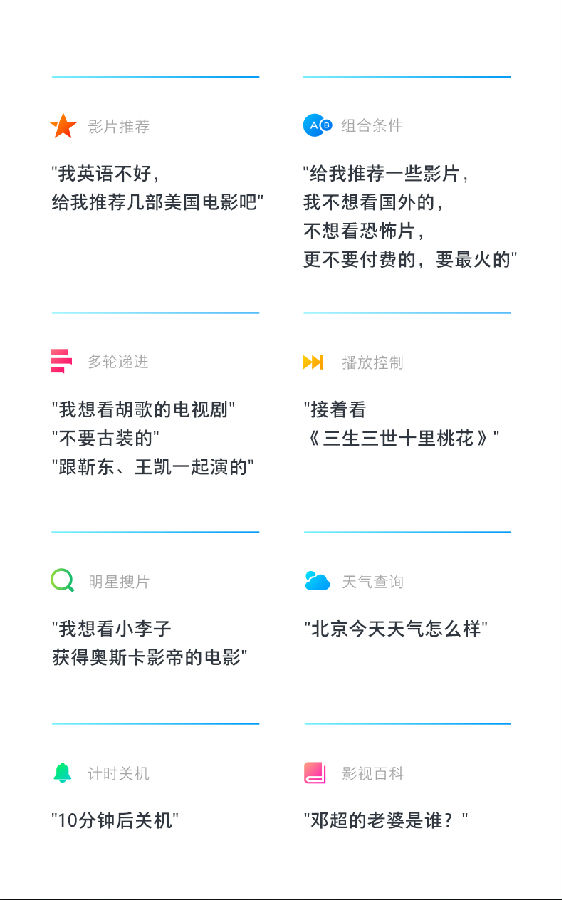 影片推荐
"我英语不好，
给我推荐几部美国电影吧"
AB 组合条件
"给我推荐一些影片，
我不想看国外的，
不想看恐怖片，
更不要付费的，要最火的"
多轮递进
"我想看胡歌的电视剧"
"不要古装的"
"跟靳东、王凯一起演的"
播放控制
"接着看
《三生三世十里桃花》"
明星搜片
"我想看小李子
获得奥斯卡影帝的电影"
天气查询
"北京今天天气怎么样"
计时关机
"10分钟后关机"
影视百科
"邓超的老婆是谁？"